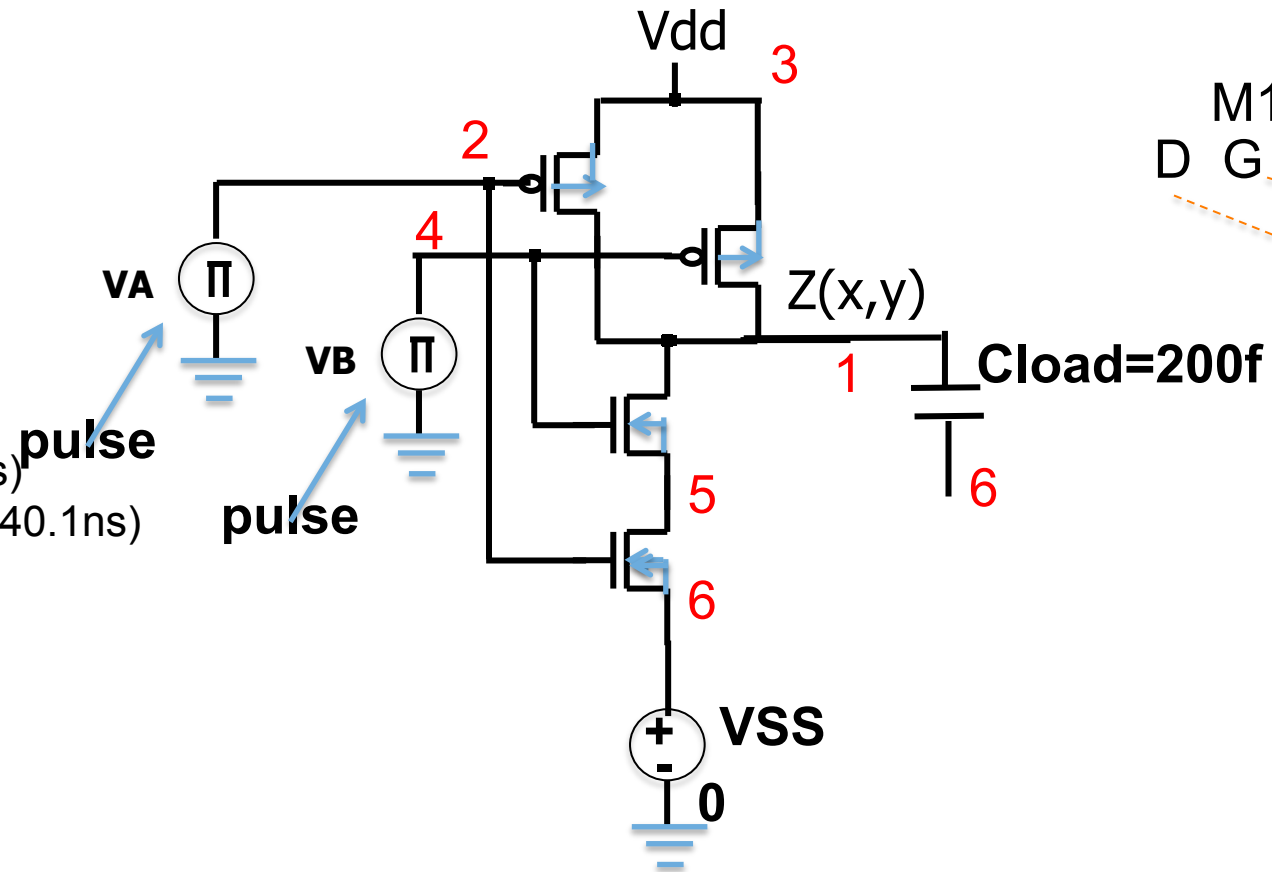 Vdd
3
M1
D G
2
4
VA
Π
Z(x,y)
VB
Π
1
Cload=200f
pulse
s)
40.1ns)
pulse
5
6
6
+
VSS
-
0